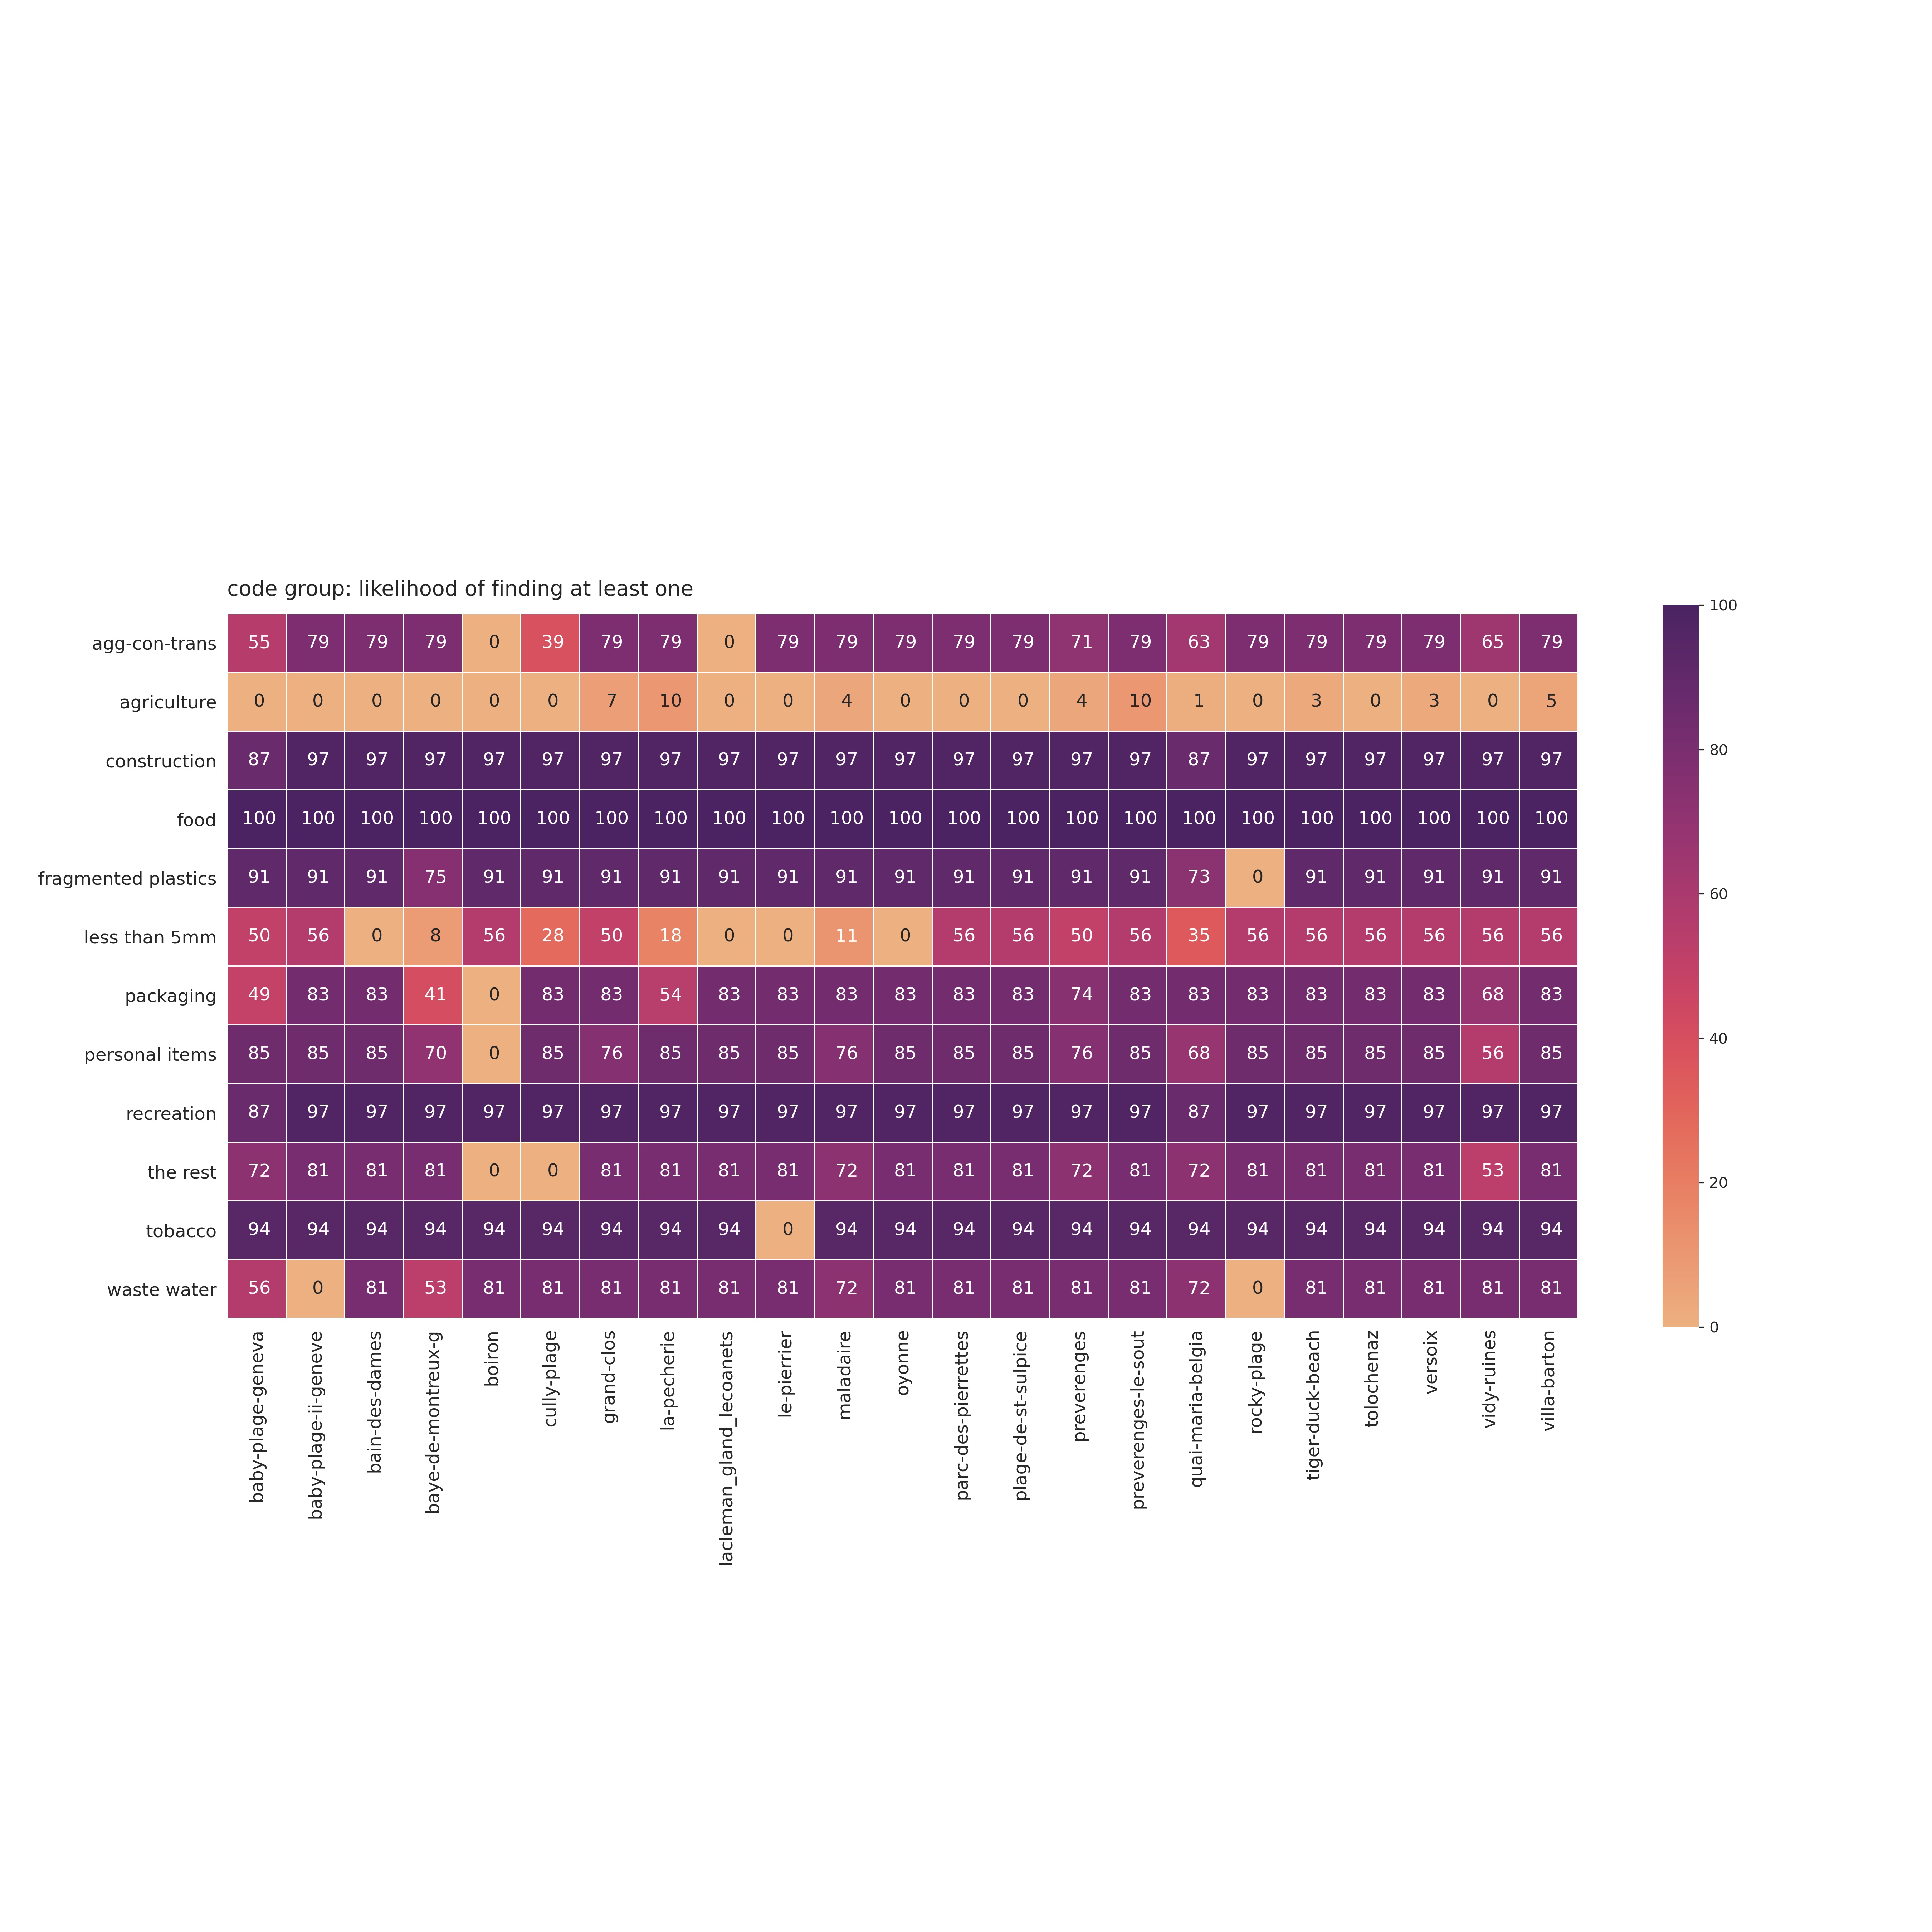 code group: likelihood of finding at least one
agg-con-trans 55 79 79 79 0 39 79 79 0 79 79 79 79 79 71 79 63 79 79 79 79 65 79
agriculture 0 0 0 0 0 0 7 10 0 0 4 0 0 0 4 10 1 0 3 0 3 0 5
construction 87 97 97 97 97 97 97 97 97 97 97 97 97 97 97 97 87 97 97 97 97 97 97
food 100 100 100 100 100 100 100 100 100 100 100 100 100 100 100 100 100 100 100 100 100 100 100
fragmented plastics 91 91 91 75 91 91 91 91 91 91 91 91 91 91 91 91 73 0 91 91 91 91 91
less than 5mm 50 56 0 8 56 28 50 18 0 0 11 0 56 56 50 56 35 56 56 56 56 56 56
packaging 49 83 83 41 0 83 83 54 83 83 83 83 83 83 74 83 83 83 83 83 83 68 83
personal items 85 85 85 70 0 85 76 85 85 85 76 85 85 85 76 85 68 85 85 85 85 56 85
recreation 87 97 97 97 97 97 97 97 97 97 97 97 97 97 97 97 87 97 97 97 97 97 97
the rest 72 81 81 81 0 0 81 81 81 81 72 81 81 81 72 81 72 81 81 81 81 53 81
tobacco 94 94 94 94 94 94 94 94 94 0 94 94 94 94 94 94 94 94 94 94 94 94 94
waste water 56 0 81 53 81 81 81 81 81 81 72 81 81 81 81 81 72 0 81 81 81 81 81
baby-plage-geneva
baby-plage-ii-geneve
bain-des-dames
baye-de-montreux-g
boiron
cully-plage
grand-clos
la-pecherie
lacleman_gland_lecoanets
le-pierrier
maladaire
oyonne
parc-des-pierrettes
plage-de-st-sulpice
preverenges
preverenges-le-sout
quai-maria-belgia
rocky-plage
tiger-duck-beach
tolochenaz
versoix
vidy-ruines
villa-barton
100
80
60
40
20
0